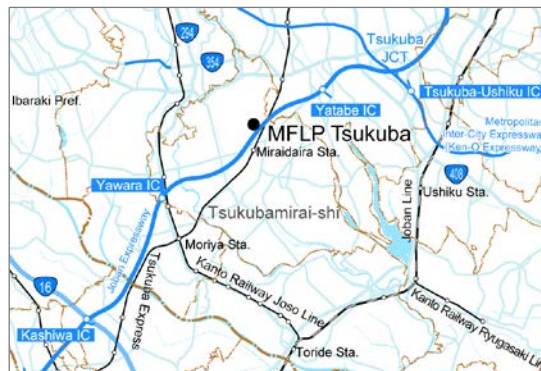 294
354
Tsukuba
JCT
Ibaraki Pref.
Yatabe IC
Tsukuba-Ushiku IC
MFLP Tsukuba
Metropolitan
Inter-City Expressway
(Ken-O Expressway)
Miraidaira Sta.
408
Yawara IC
Ushiku Sta.
Tsukubamirai-shi
Joban Line
Joban Expressway
Moriya Sta.
Tsukuba Express
16
Kanto Railway Joso Line
Kanto Railway Ryugasaki Li
Kashiwa IC
Toride Sta.